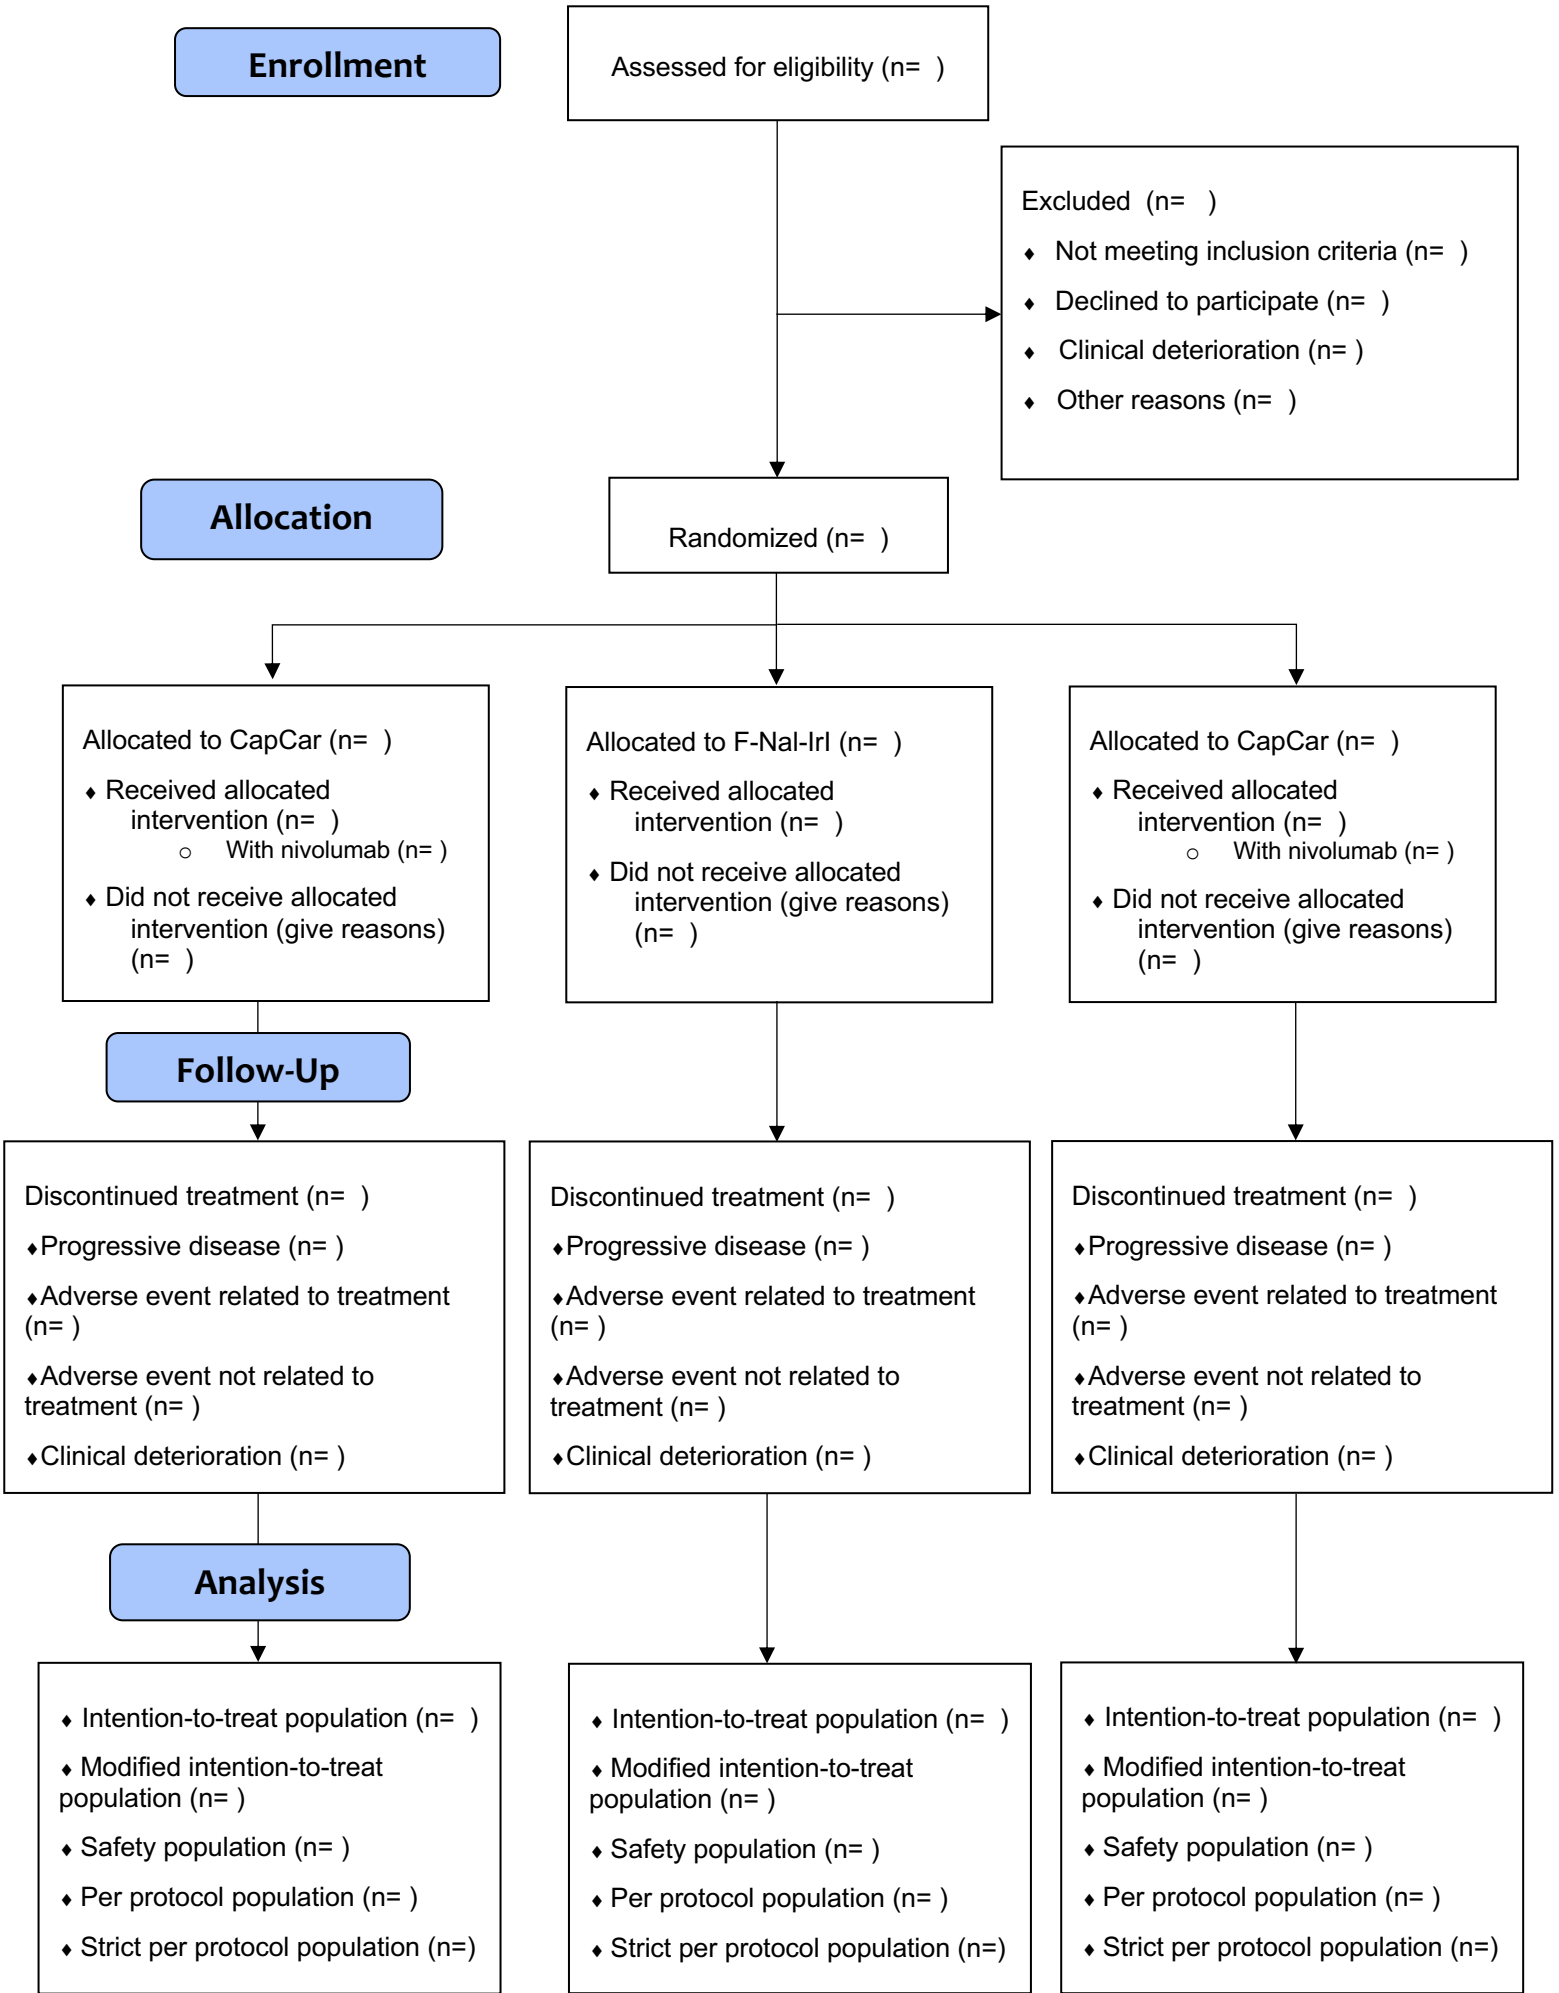 Enrollment
Assessed for eligibility (n=  )
Excluded  (n=   )
♦ Not meeting inclusion criteria (n=  )
♦ Declined to participate (n=  )
♦ Clinical deterioration (n= )
♦ Other reasons (n=  )
Allocation
Randomized (n=  )
Allocated to CapCar (n=  )
♦ Received allocated
intervention (n=  )
o With nivolumab (n= )
♦ Did not receive allocated
intervention (give reasons)
(n=  )
Allocated to F-Nal-IrI (n=  )
♦ Received allocated
intervention (n=  )
♦ Did not receive allocated
intervention (give reasons)
(n=  )
Allocated to CapCar (n=  )
♦ Received allocated
intervention (n=  )
o With nivolumab (n= )
♦ Did not receive allocated
intervention (give reasons)
(n=  )
Follow-Up
Discontinued treatment (n=  )
♦Progressive disease (n= )
♦Adverse event related to treatment
(n= )
♦Adverse event not related to
treatment (n= )
♦Clinical deterioration (n= )
Discontinued treatment (n=  )
♦Progressive disease (n= )
♦Adverse event related to treatment
(n= )
♦Adverse event not related to
treatment (n= )
♦Clinical deterioration (n= )
Discontinued treatment (n=  )
♦Progressive disease (n= )
♦Adverse event related to treatment
(n= )
♦Adverse event not related to
treatment (n= )
♦Clinical deterioration (n= )
Analysis
♦ Intention-to-treat population (n=  )
♦ Modified intention-to-treat
population (n= )
♦ Safety population (n= )
♦ Per protocol population (n= )
♦ Strict per protocol population (n=)
♦ Intention-to-treat population (n=  )
♦ Modified intention-to-treat
population (n= )
♦ Safety population (n= )
♦ Per protocol population (n= )
♦ Strict per protocol population (n=)
♦ Intention-to-treat population (n=  )
♦ Modified intention-to-treat
population (n= )
♦ Safety population (n= )
♦ Per protocol population (n= )
♦ Strict per protocol population (n=)